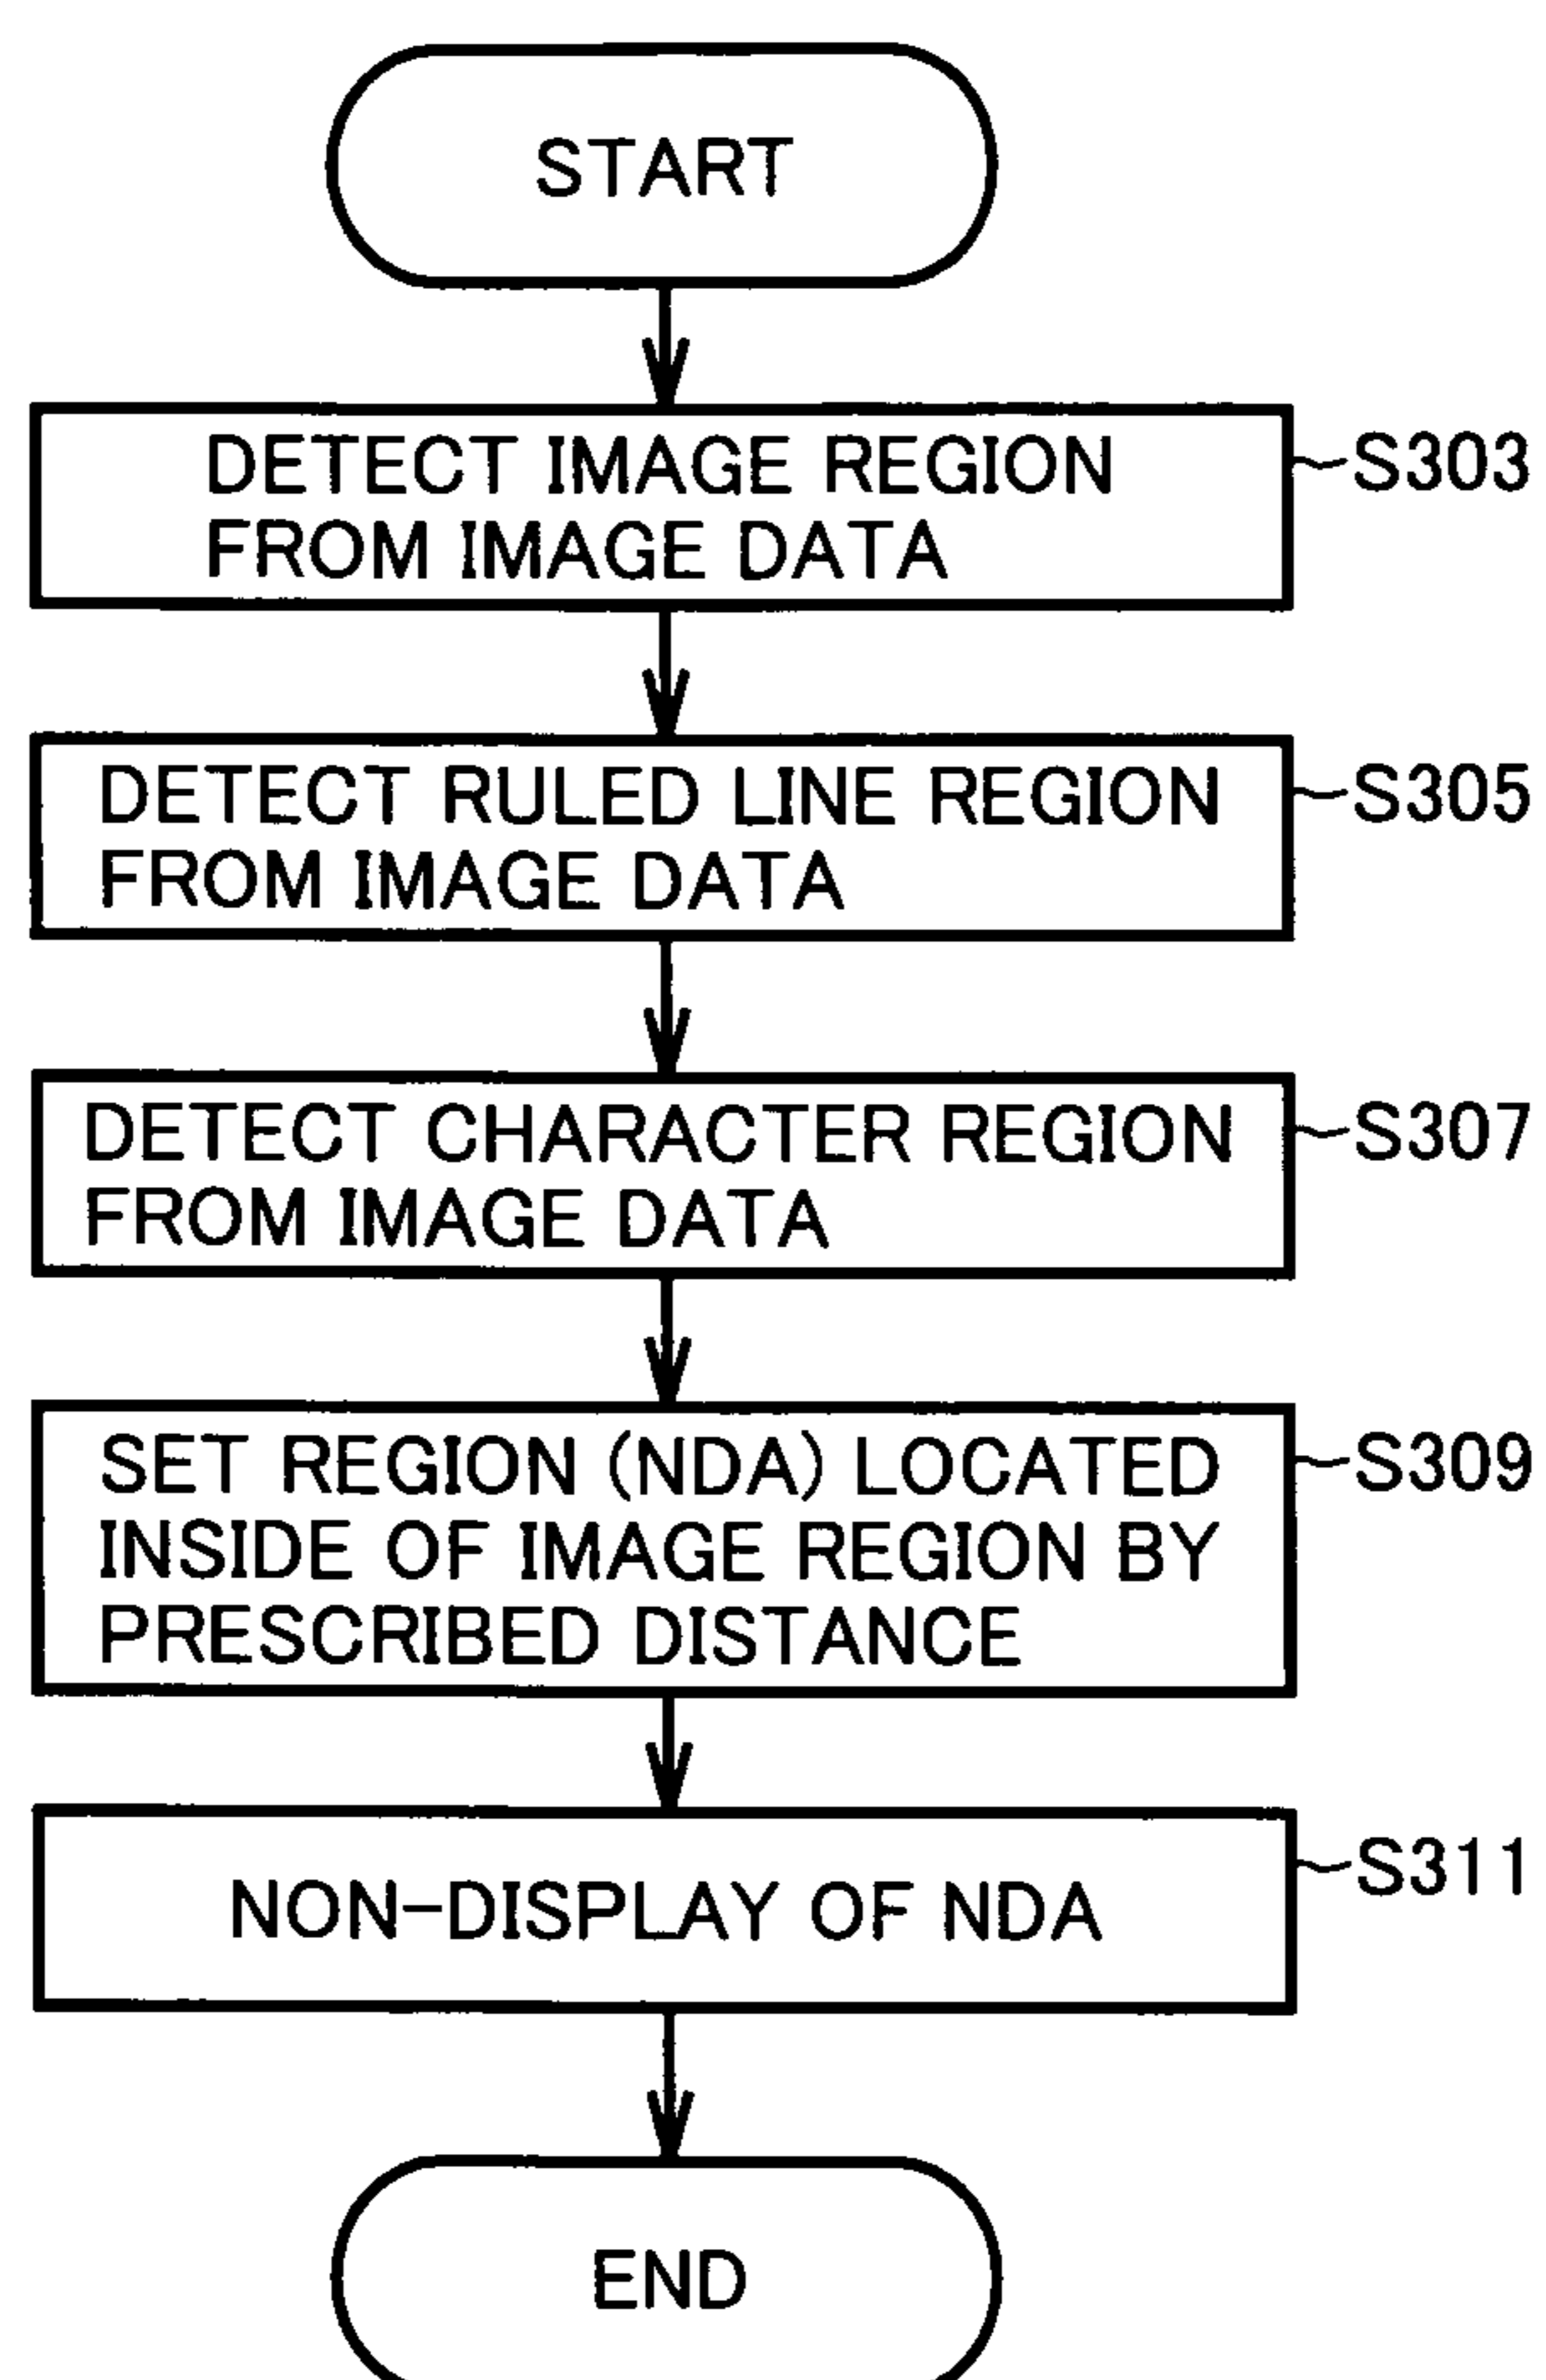 START
DETECT IMAGE REGION
FROM IMAGE DATA
S303
DETECT RULED LINE REGION
FROM IMAGE DATA
S305
DETECT CHARACTER REGION
FROM IMAGE DATA
S307
SET REGION (NDA) LOCATED
INSIDE OF IMAGE REGION BY
PRESCRIBED DISTANCE
S309
NON-DISPLAY OF NDA
S311
END